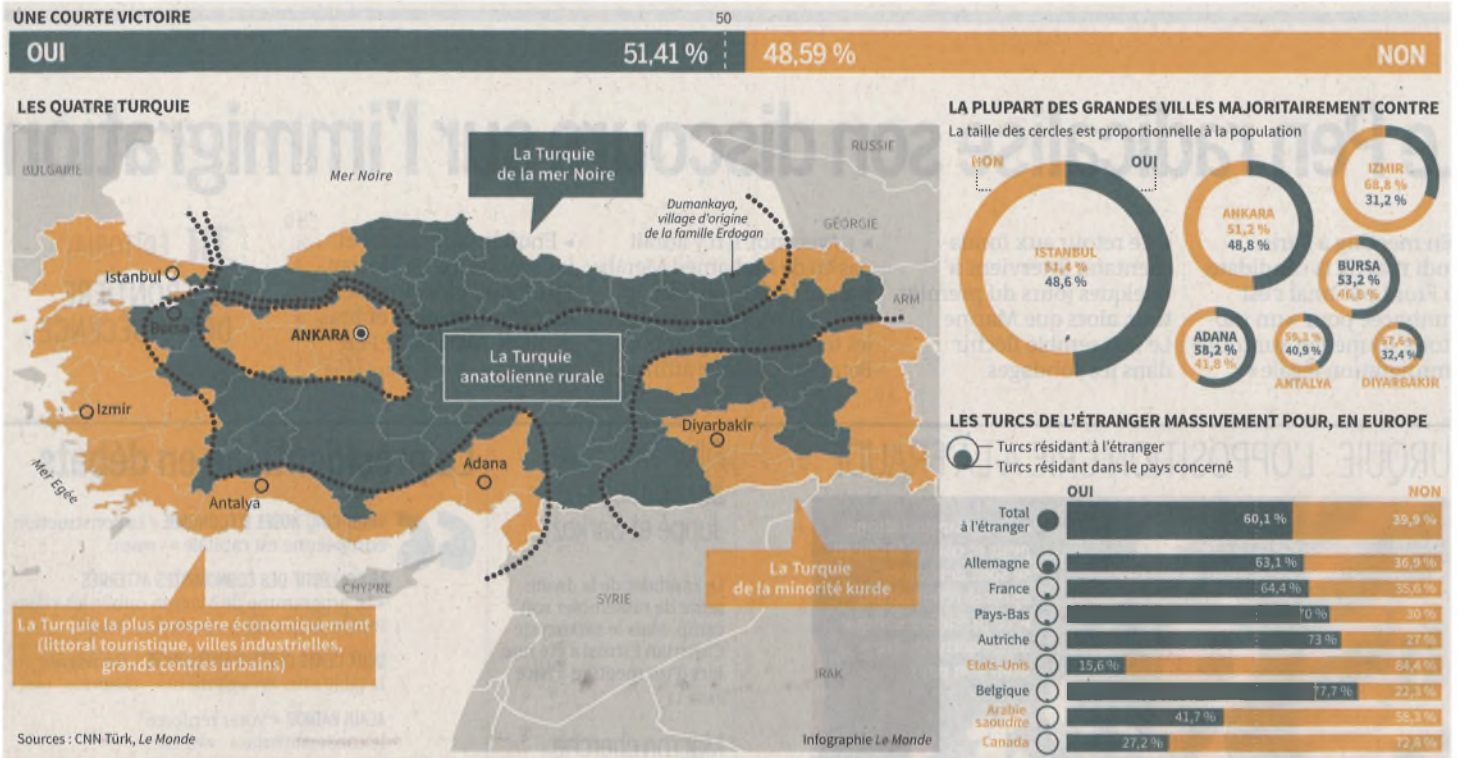 UNE COURTE VICTOIRE
50
OUI
51,41 %
48,59 %
NON
LES QUATRE TURQUIE
BULGARIE
Mer Noire
La Turquie
de la mer Noire
RUSSIE
Dumankaya,
village d'origine
de la famille Erdogan
GÉORGIE
ARM
Istanbul
Bursa
ANKARA
La Turquie
anatolienne rurale
Izmir
Mer Egée
Antalya
Adana
Diyarbakir
CHYPRE
SYRIE
IRAK
La Turquie
de la minorité kurde
La Turquie la plus prospère économiquement
(littoral touristique, villes industrielles,
grands centres urbains)
Sources : CNN Türk, Le Monde
Infographie Le Monde
LA PLUPART DES GRANDES VILLES MAJORITAIREMENT CONTRE
La taille des cercles est proportionnelle à la population
NON
OUI
ISTANBUL
51,4 %
48,6 %
ANKARA
51,2 %
48,8 %
IZMIR
68,8 %
31,2 %
BURSA
53,2 %
46,8 %
ADANA
58,2 %
41,8 %
59,1 %
40,9 %
ANTALYA
67,6 %
32,4 %
DIYARBAKIR
LES TURCS DE L'ÉTRANGER MASSIVEMENT POUR, EN EUROPE
Turcs résidant à l'étranger
Turcs résidant dans le pays concerné
OUI
NON
Total
à l'étranger
60,1 %
39,9 %
Allemagne
63,1 %
36,9 %
France
64,4 %
35,6 %
Pays-Bas
70 %
30 %
Autriche
73 %
27 %
Etats-Unis
15,6 %
84,4 %
Belgique
77,7 %
22,3 %
Arabie
saoudite
41,7 %
58,3 %
Canada
27,2 %
72,8 %